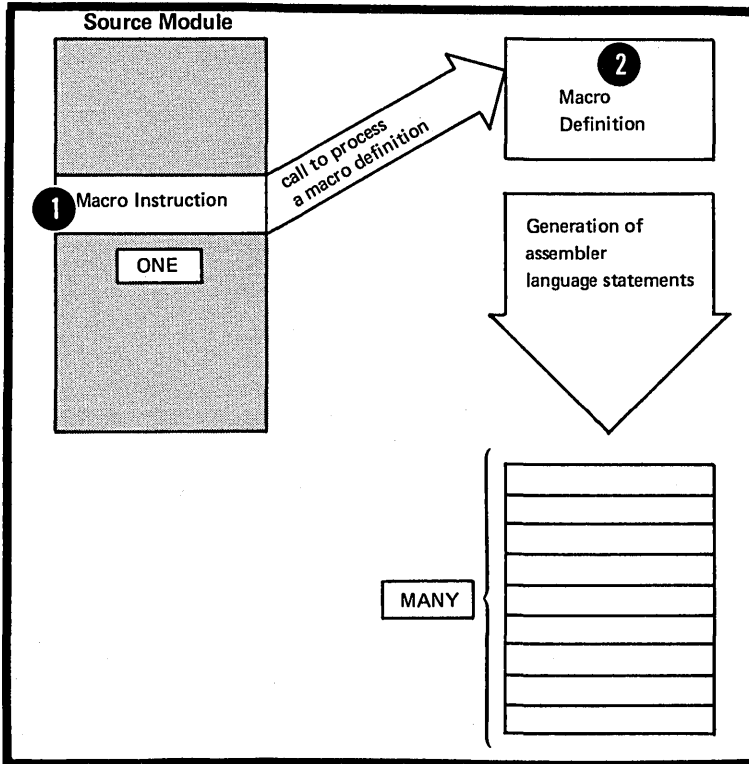 Source Module
1 Macro Instruction
ONE
call to process
a macro definition
2
Macro
Definition
Generation of
assembler
language statements
MANY